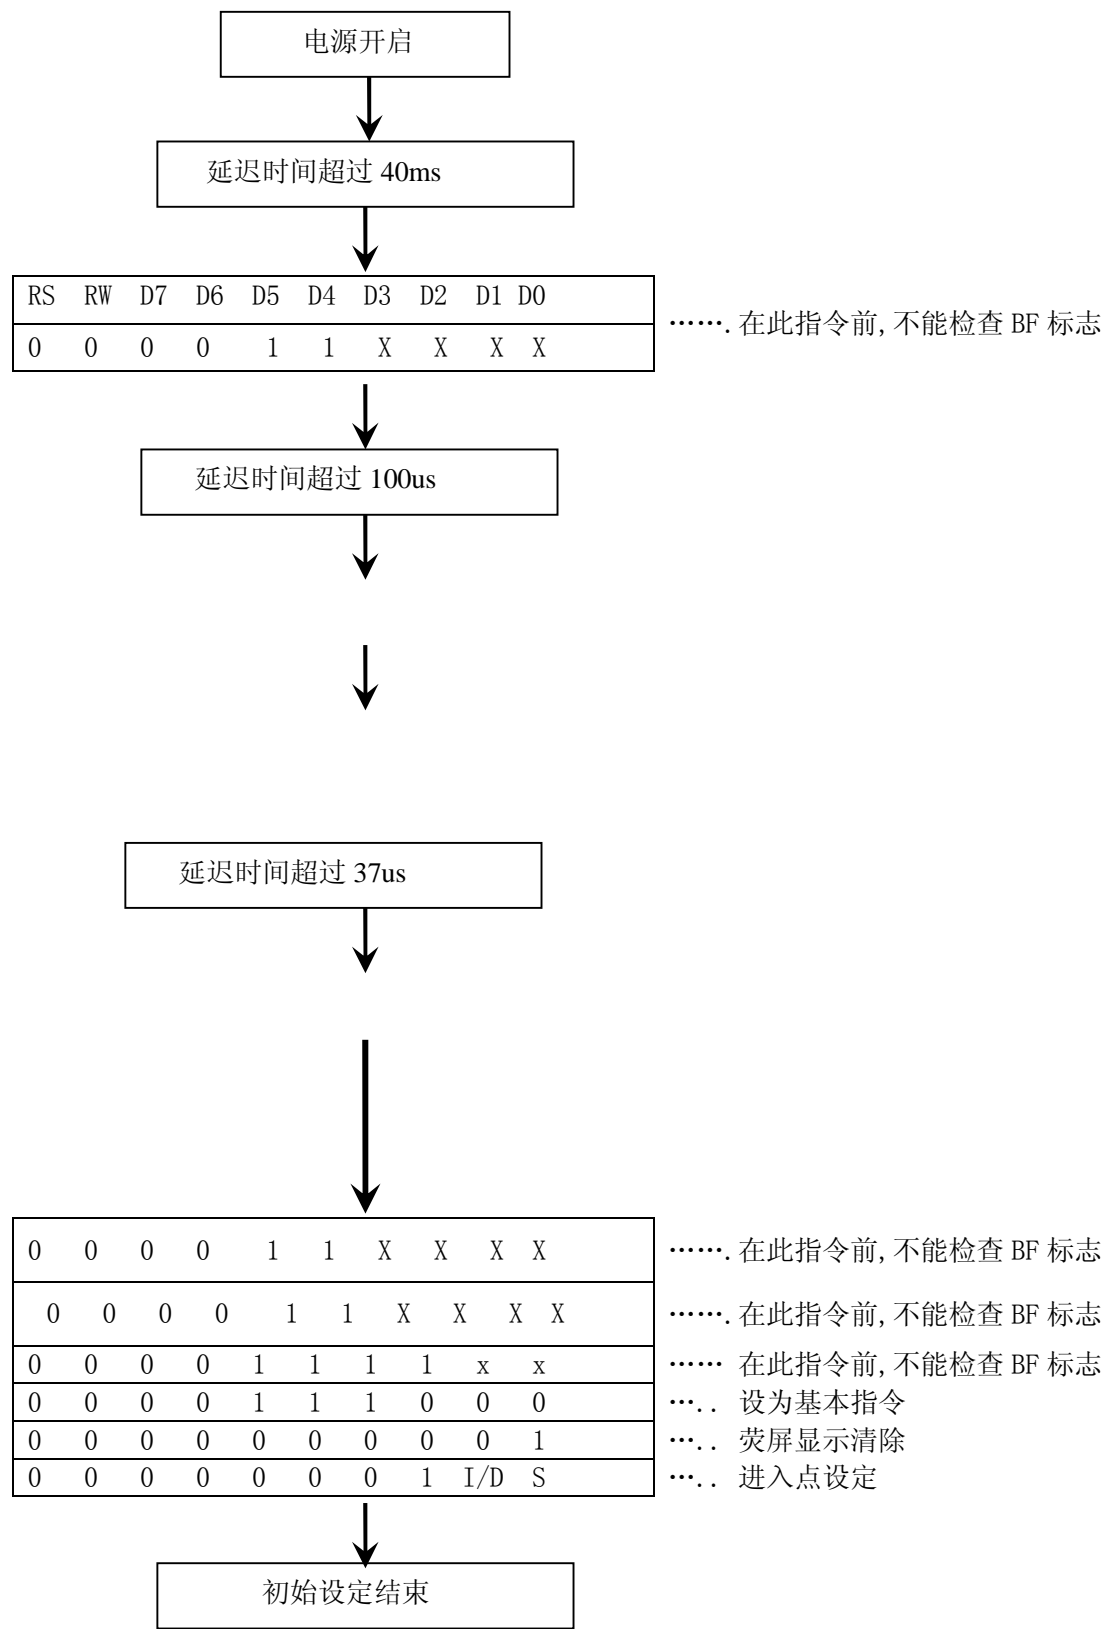 电源开启
延迟时间超过 40ms
RS RW D7 D6 D5 D4 D3 D2 D1 D0
0 0 0 0 1 1 X X X X …….在此指令前,不能检查 BF 标志
延迟时间超过 100us
延迟时间超过 37us
0 0 0 0 1 1 X X X X …….在此指令前,不能检查 BF 标志
0 0 0 0 1 1 X X X X …….在此指令前,不能检查 BF 标志
0 0 0 0 1 1 1 1 x x …… 在此指令前,不能检查 BF 标志
0 0 0 0 1 1 1 0 0 0 ….. 设为基本指令
0 0 0 0 0 0 0 0 0 1 ….. 荧屏显示清除
0 0 0 0 0 0 0 1 I/D S ….. 进入点设定
初始设定结束